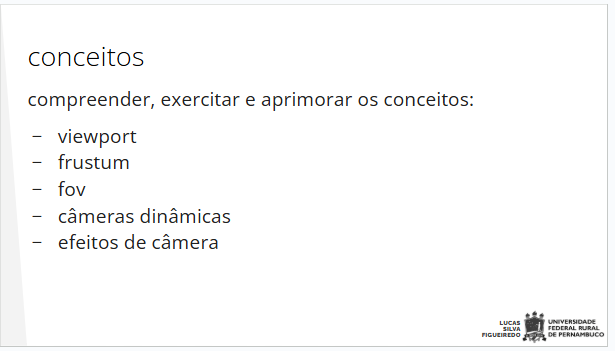 conceitos
compreender, exercitar e aprimorar os conceitos:
– viewport
– frustum
– fov
– câmeras dinâmicas
– efeitos de câmera
LUCAS
SILVA
FIGUEIREDO
UNIVERSIDADE
FEDERAL RURAL
DE PERNAMBUCO